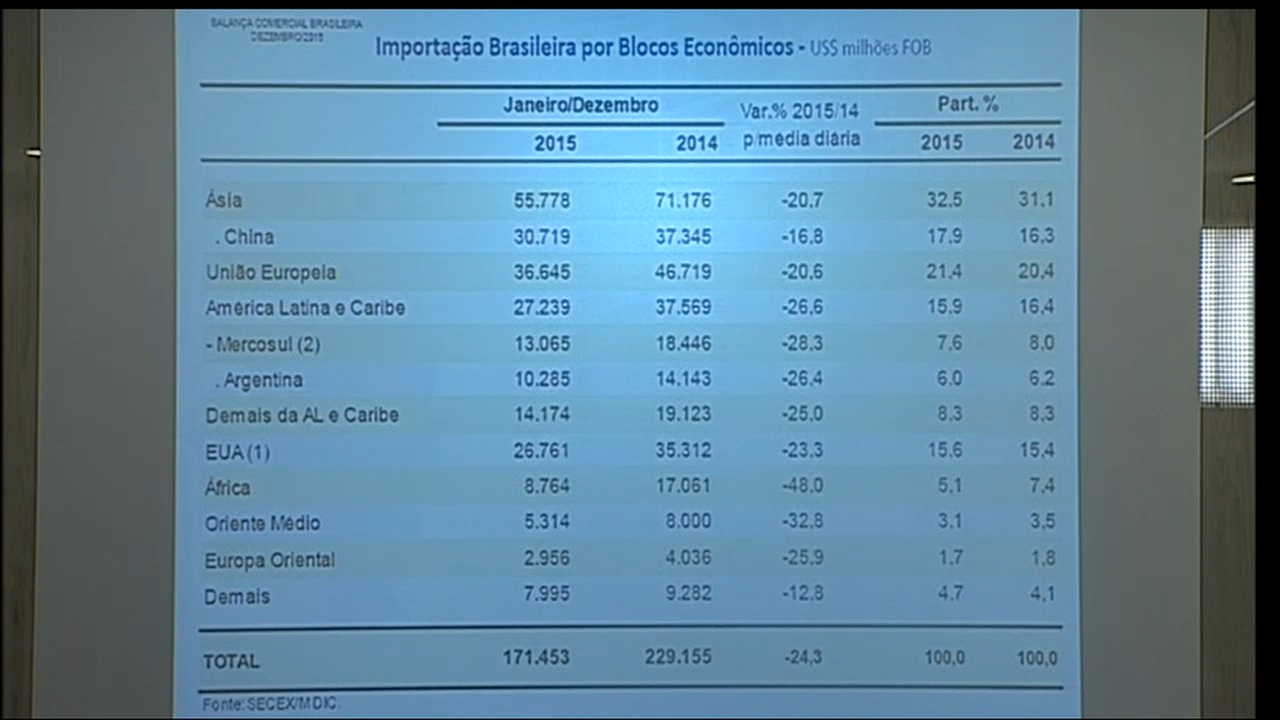 BALANÇA COMERCIAL BRASILEIRA
DEZEMBRO/2015
Importação Brasileira por Blocos Econômicos - US$ milhões FOB
Janeiro/Dezembro Var.% 2015/14 Part. %
2015 2014 p/média diária 2015 2014
Ásia 55.778 71.176 -20,7 32,5 31,1
. China 30.719 37.345 -16,8 17,9 16,3
União Europeia 36.645 46.719 -20,6 21,4 20,4
América Latina e Caribe 27.239 37.569 -26,6 15,9 16,4
- Mercosul (2) 13.065 18.446 -28,3 7,6 8,0
. Argentina 10.285 14.143 -26,4 6,0 6,2
Demais da AL e Caribe 14.174 19.123 -25,0 8,3 8,3
EUA (1) 26.761 35.312 -23,3 15,6 15,4
África 8.764 17.061 -48,0 5,1 7,4
Oriente Médio 5.314 8.000 -32,8 3,1 3,5
Europa Oriental 2.956 4.036 -25,9 1,7 1,8
Demais 7.995 9.282 -12,8 4,7 4,1
TOTAL 171.453 229.155 -24,3 100,0 100,0
Fonte: SECEX/MDIC.